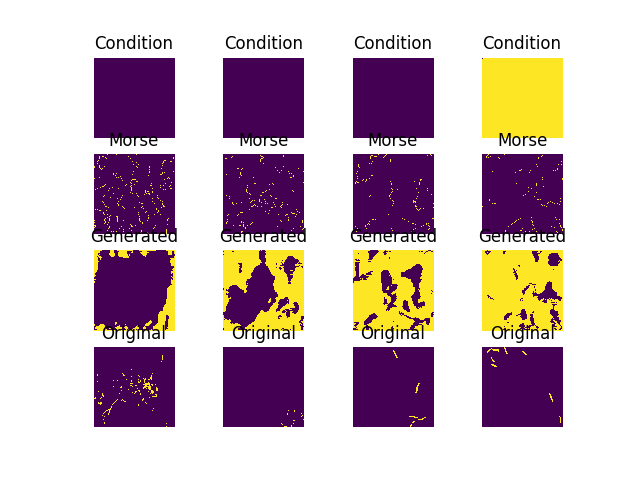 Condition Condition Condition Condition
Morse Morse Morse Morse
Generated Generated Generated Generated
Original Original Original Original